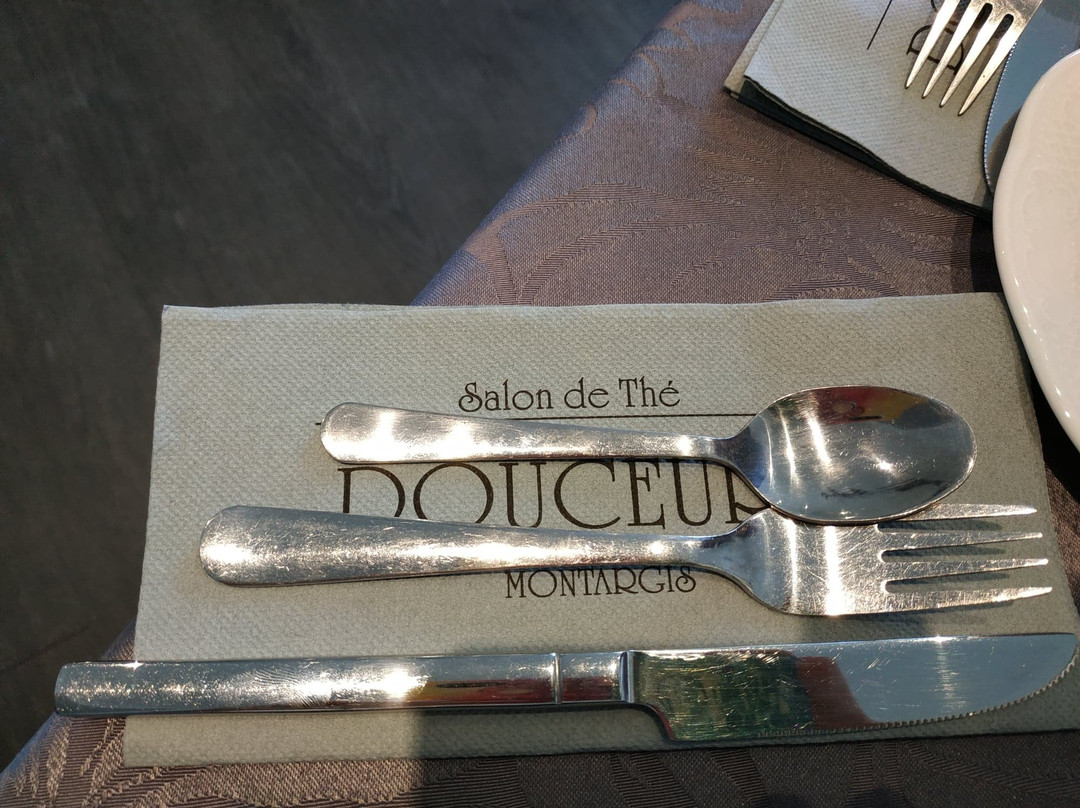 Salon de Thé
DOUCEUR
MONTARGIS